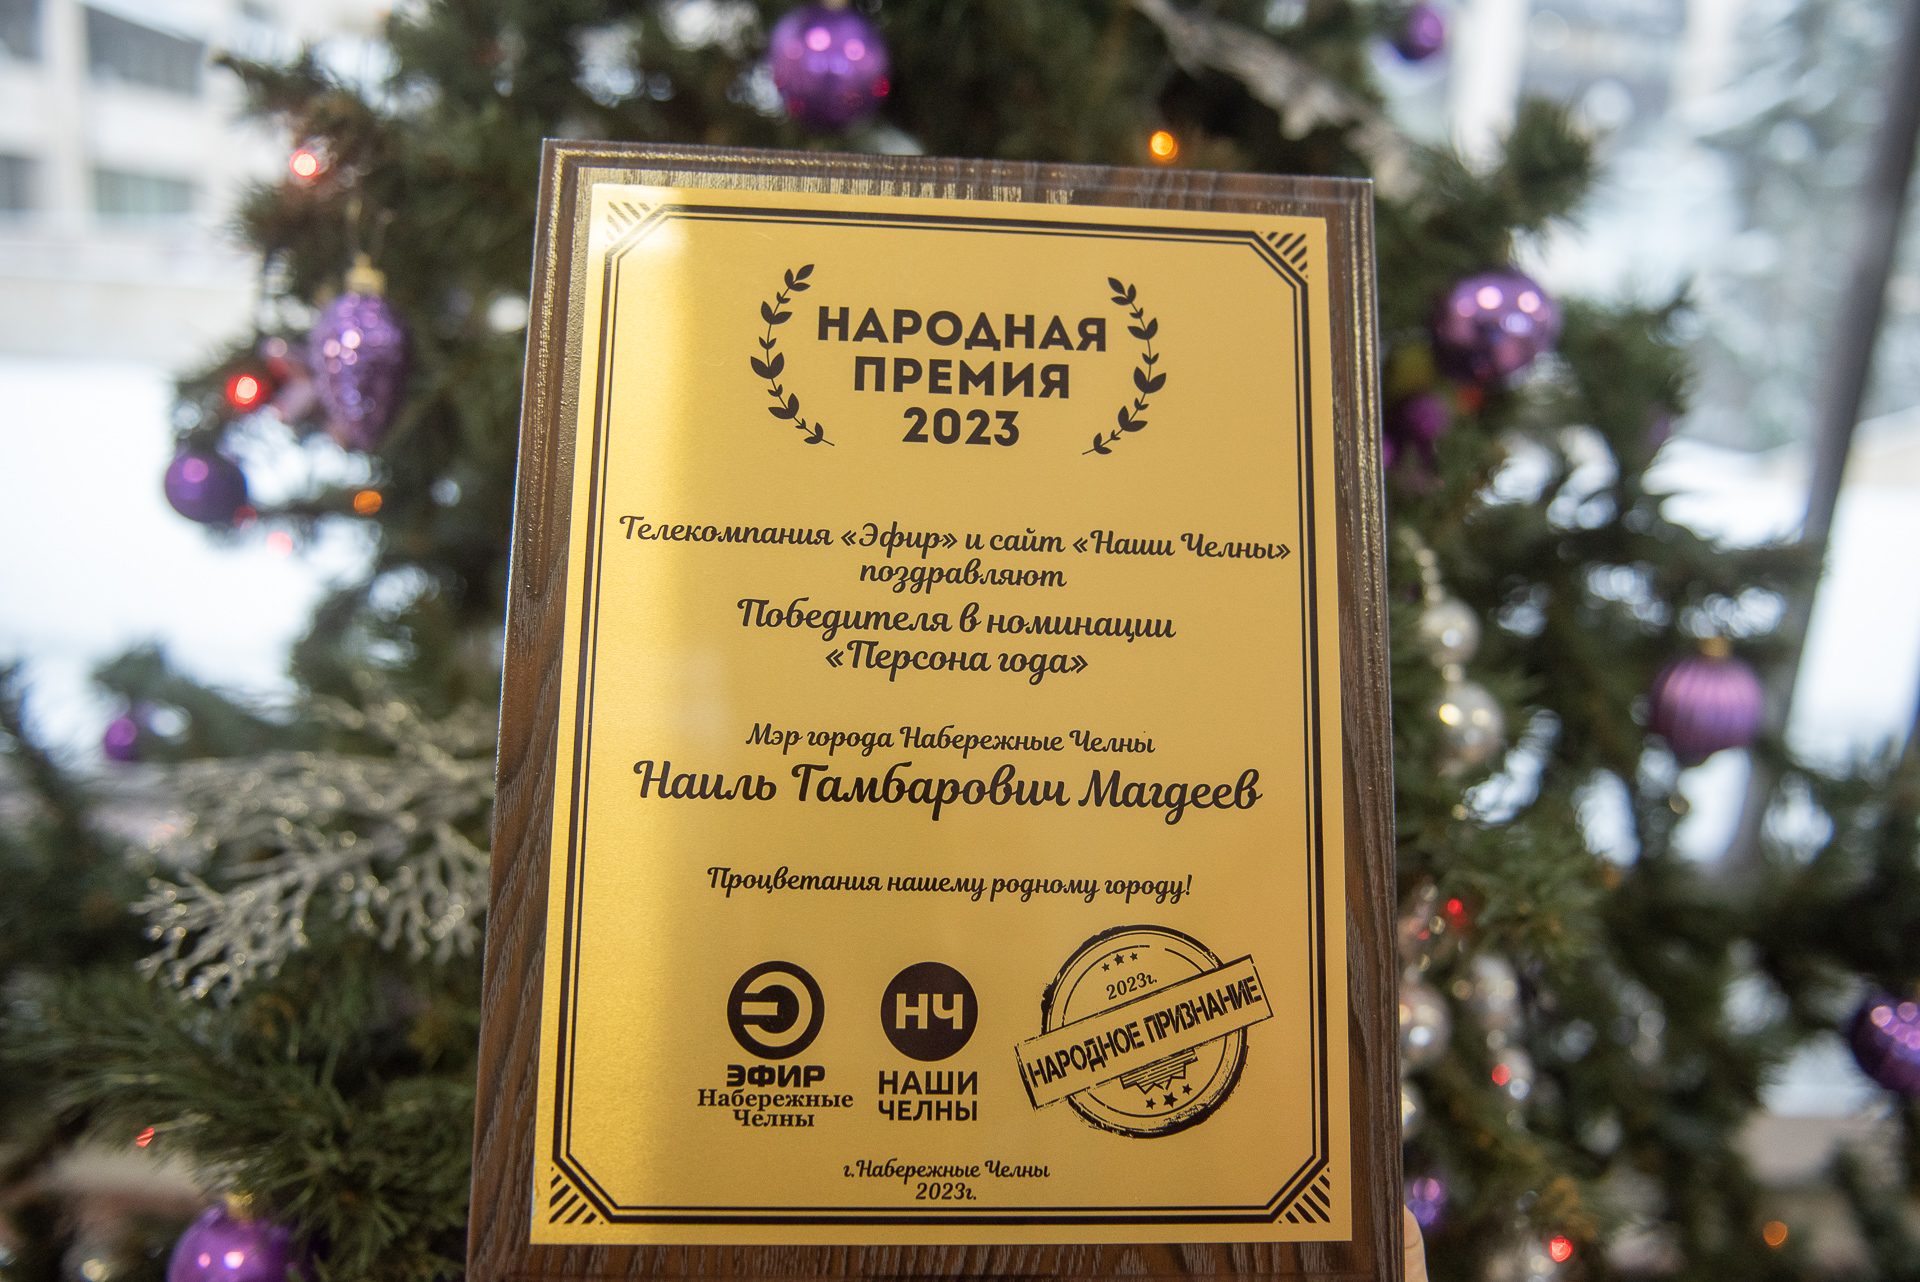 НАРОДНАЯ
ПРЕМИЯ
2023
Телекомпания «Эфир» и сайт «Наши Челны»
поздравляют
Победителя в номинации
«Персона года»
Мэр города Набережные Челны
Наиль Гамбарович Магдеев
Процветания нашему родному городу!
Э
ЭФИР
Набережные
Челны
НЧ
НАШИ
ЧЕЛНЫ
2023г.
НАРОДНОЕ ПРИЗНАНИЕ
г.Набережные Челны
2023г.